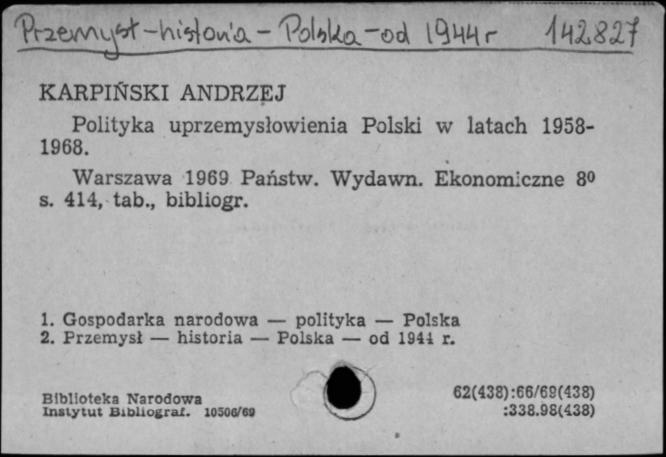 Przemysł-historia - Polska - od 1944 r 142827
KARPIŃSKI ANDRZEJ
Polityka uprzemysłowienia Polski w latach 1958-
1968.
Warszawa 1969 Państw. Wydawn. Ekonomiczne 8⁰
s. 414, tab., bibliogr.
1. Gospodarka narodowa — polityka — Polska
2. Przemysł — historia — Polska — od 1944 r.
Biblioteka Narodowa
Instytut Bibliograf. 10506/69
62(438):66/69(438)
:338.98(438)